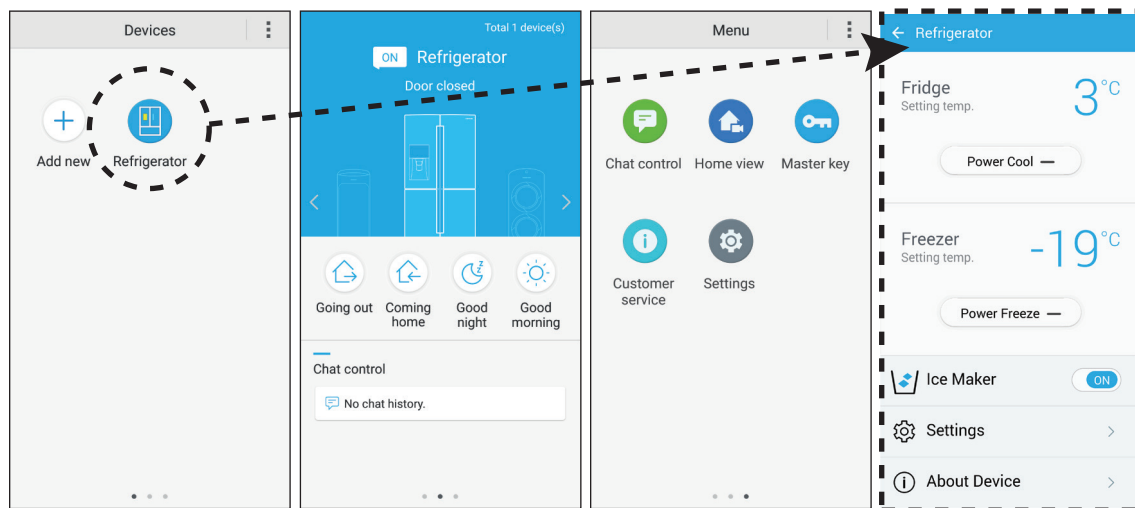 Devices
Add new
Refrigerator
Total 1 device(s)
ON Refrigerator
Door closed
Going out
Coming
home
Good
night
Good
morning
Chat control
No chat history.
Menu
Chat control
Home view
Master key
Customer
service
Settings
Refrigerator
Fridge
Setting temp.
3°C
Power Cool
Freezer
Setting temp.
-19°C
Power Freeze
Ice Maker
ON
Settings
About Device